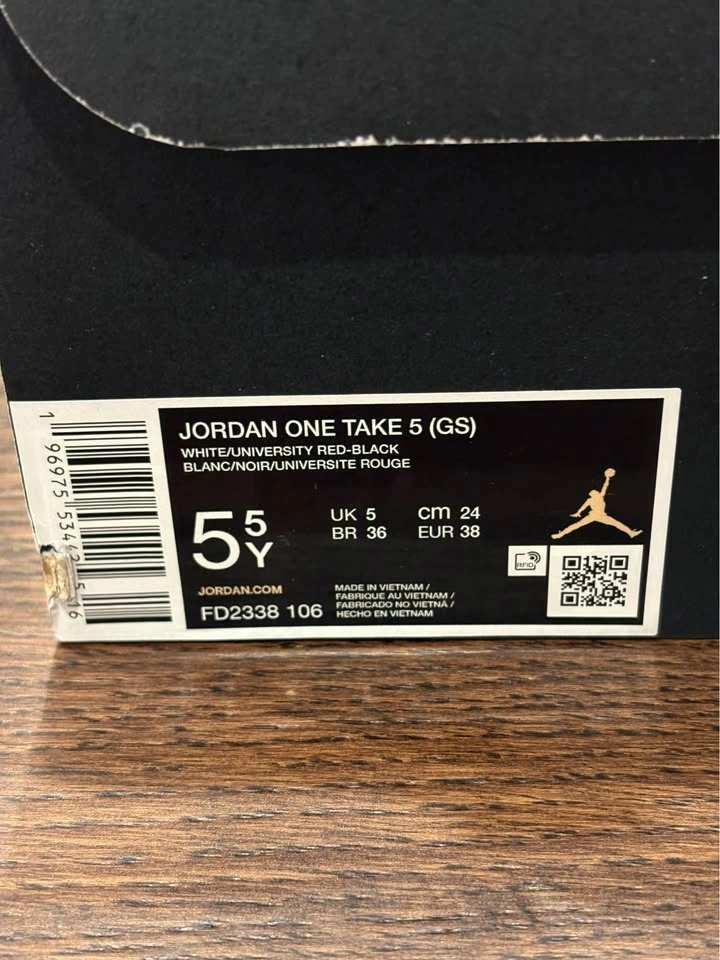 JORDAN ONE TAKE 5 (GS)
WHITE/UNIVERSITY RED-BLACK
BLANC/NOIR/UNIVERSITE ROUGE
5 5 Y
UK 5
cm 24
BR 36
EUR 38
RFID
JORDAN.COM
FD2338 106
MADE IN VIETNAM /
FABRIQUE AU VIETNAM /
FABRICADO NO VIETNÃ /
HECHO EN VIETNAM